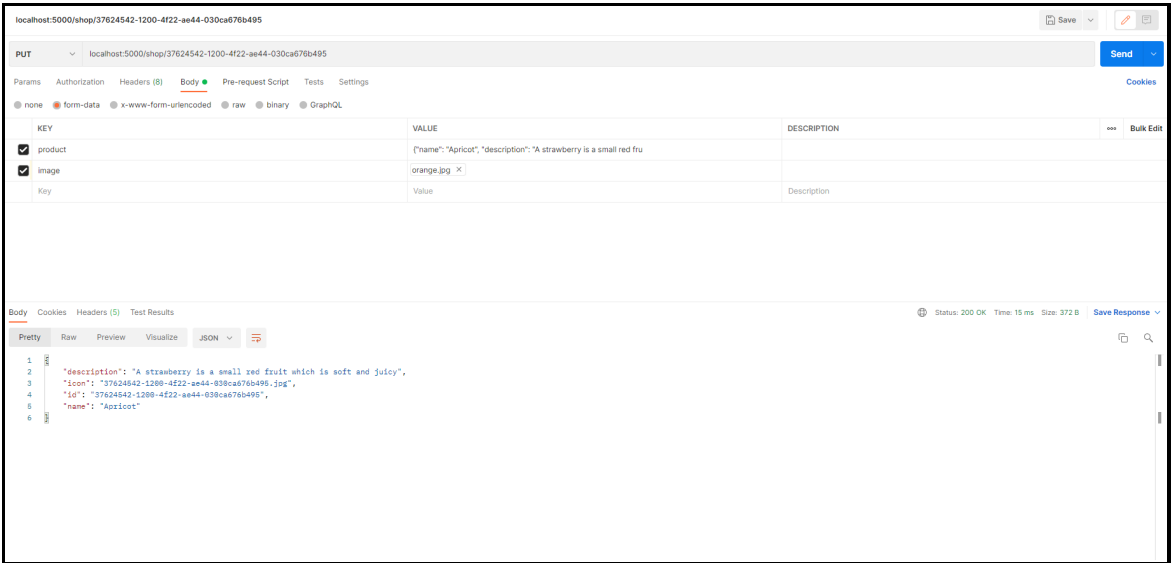 localhost:5000/shop/37624542-1200-4f22-ae44-030ca676b495 Save
PUT localhost:5000/shop/37624542-1200-4f22-ae44-030ca676b495 Send
Params Authorization Headers (8) Body Pre-request Script Tests Settings Cookies
none form-data x-www-form-urlencoded raw binary GraphQL
KEY VALUE DESCRIPTION Bulk Edit
product {"name": "Apricot", "description": "A strawberry is a small red fru
image orange.jpg
Key Value Description
Body Cookies Headers (5) Test Results Status: 200 OK Time: 15 ms Size: 372 B Save Response
Pretty Raw Preview Visualize JSON
1 {
2 "description": "A strawberry is a small red fruit which is soft and juicy",
3 "icon": "37624542-1200-4f22-ae44-030ca676b495.jpg",
4 "id": "37624542-1200-4f22-ae44-030ca676b495",
5 "name": "Apricot"
6 }